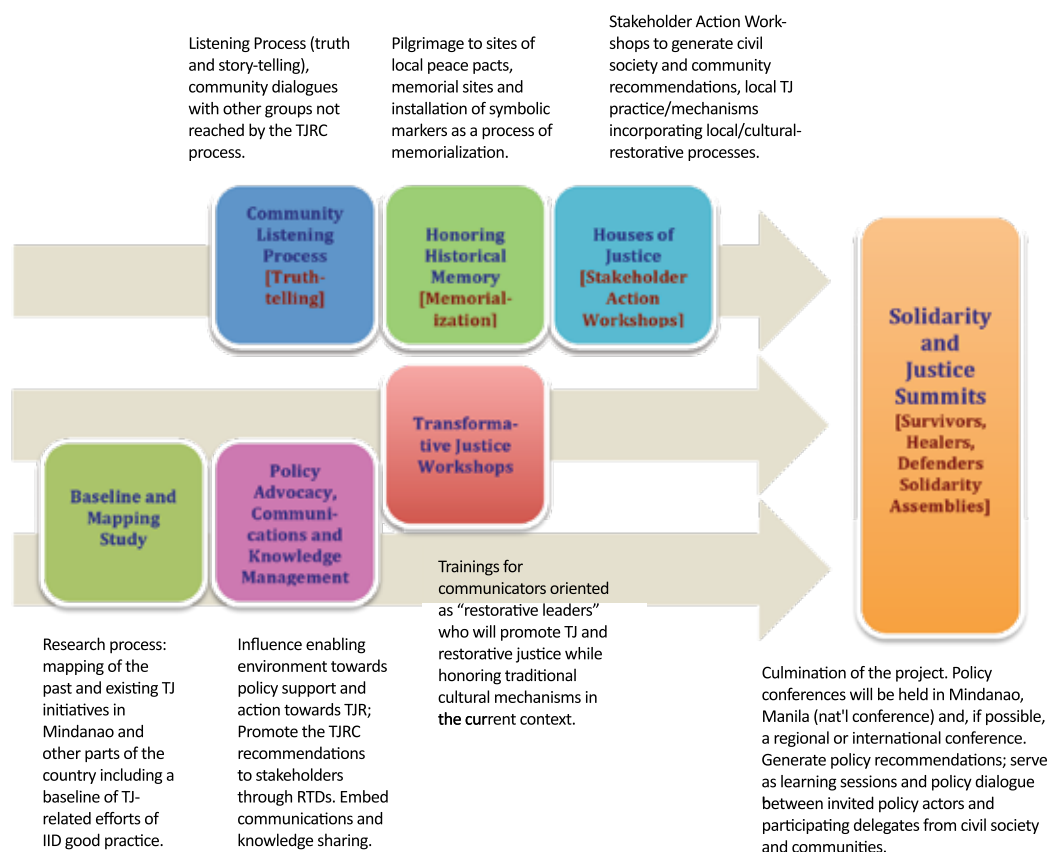 Listening Process (truth
and story-telling),
community dialogues
with other groups not
reached by the TJRC
process.
Pilgrimage to sites of
local peace pacts,
memorial sites and
installation of symbolic
markers as a process of
memorialization.
Stakeholder Action Work-
shops to generate civil
society and community
recommendations, local TJ
practice/mechanisms
incorporating local/cultural-
restorative processes.
Community
Listening
Process
[Truth-
telling]
Honoring
Historical
Memory
[Memorial-
ization]
Houses of
Justice
[Stakeholder
Action
Workshops]
Solidarity
and
Justice
Summits
[Survivors,
Healers,
Defenders
Solidarity
Assemblies]
Transforma-
tive Justice
Workshops
Baseline and
Mapping
Study
Policy
Advocacy,
Communi-
cations and
Knowledge
Management
Trainings for
communicators oriented
as “restorative leaders”
who will promote TJ and
restorative justice while
honoring traditional
cultural mechanisms in
the current context.
Research process:
mapping of the
past and existing TJ
initiatives in
Mindanao and
other parts of the
country including a
baseline of TJ-
related efforts of
IID good practice.
Influence enabling
environment towards
policy support and
action towards TJR;
Promote the TJRC
recommendations
to stakeholders
through RTDs. Embed
communications and
knowledge sharing.
Culmination of the project. Policy
conferences will be held in Mindanao,
Manila (nat'l conference) and, if possible,
a regional or international conference.
Generate policy recommendations; serve
as learning sessions and policy dialogue
between invited policy actors and
participating delegates from civil society
and communities.